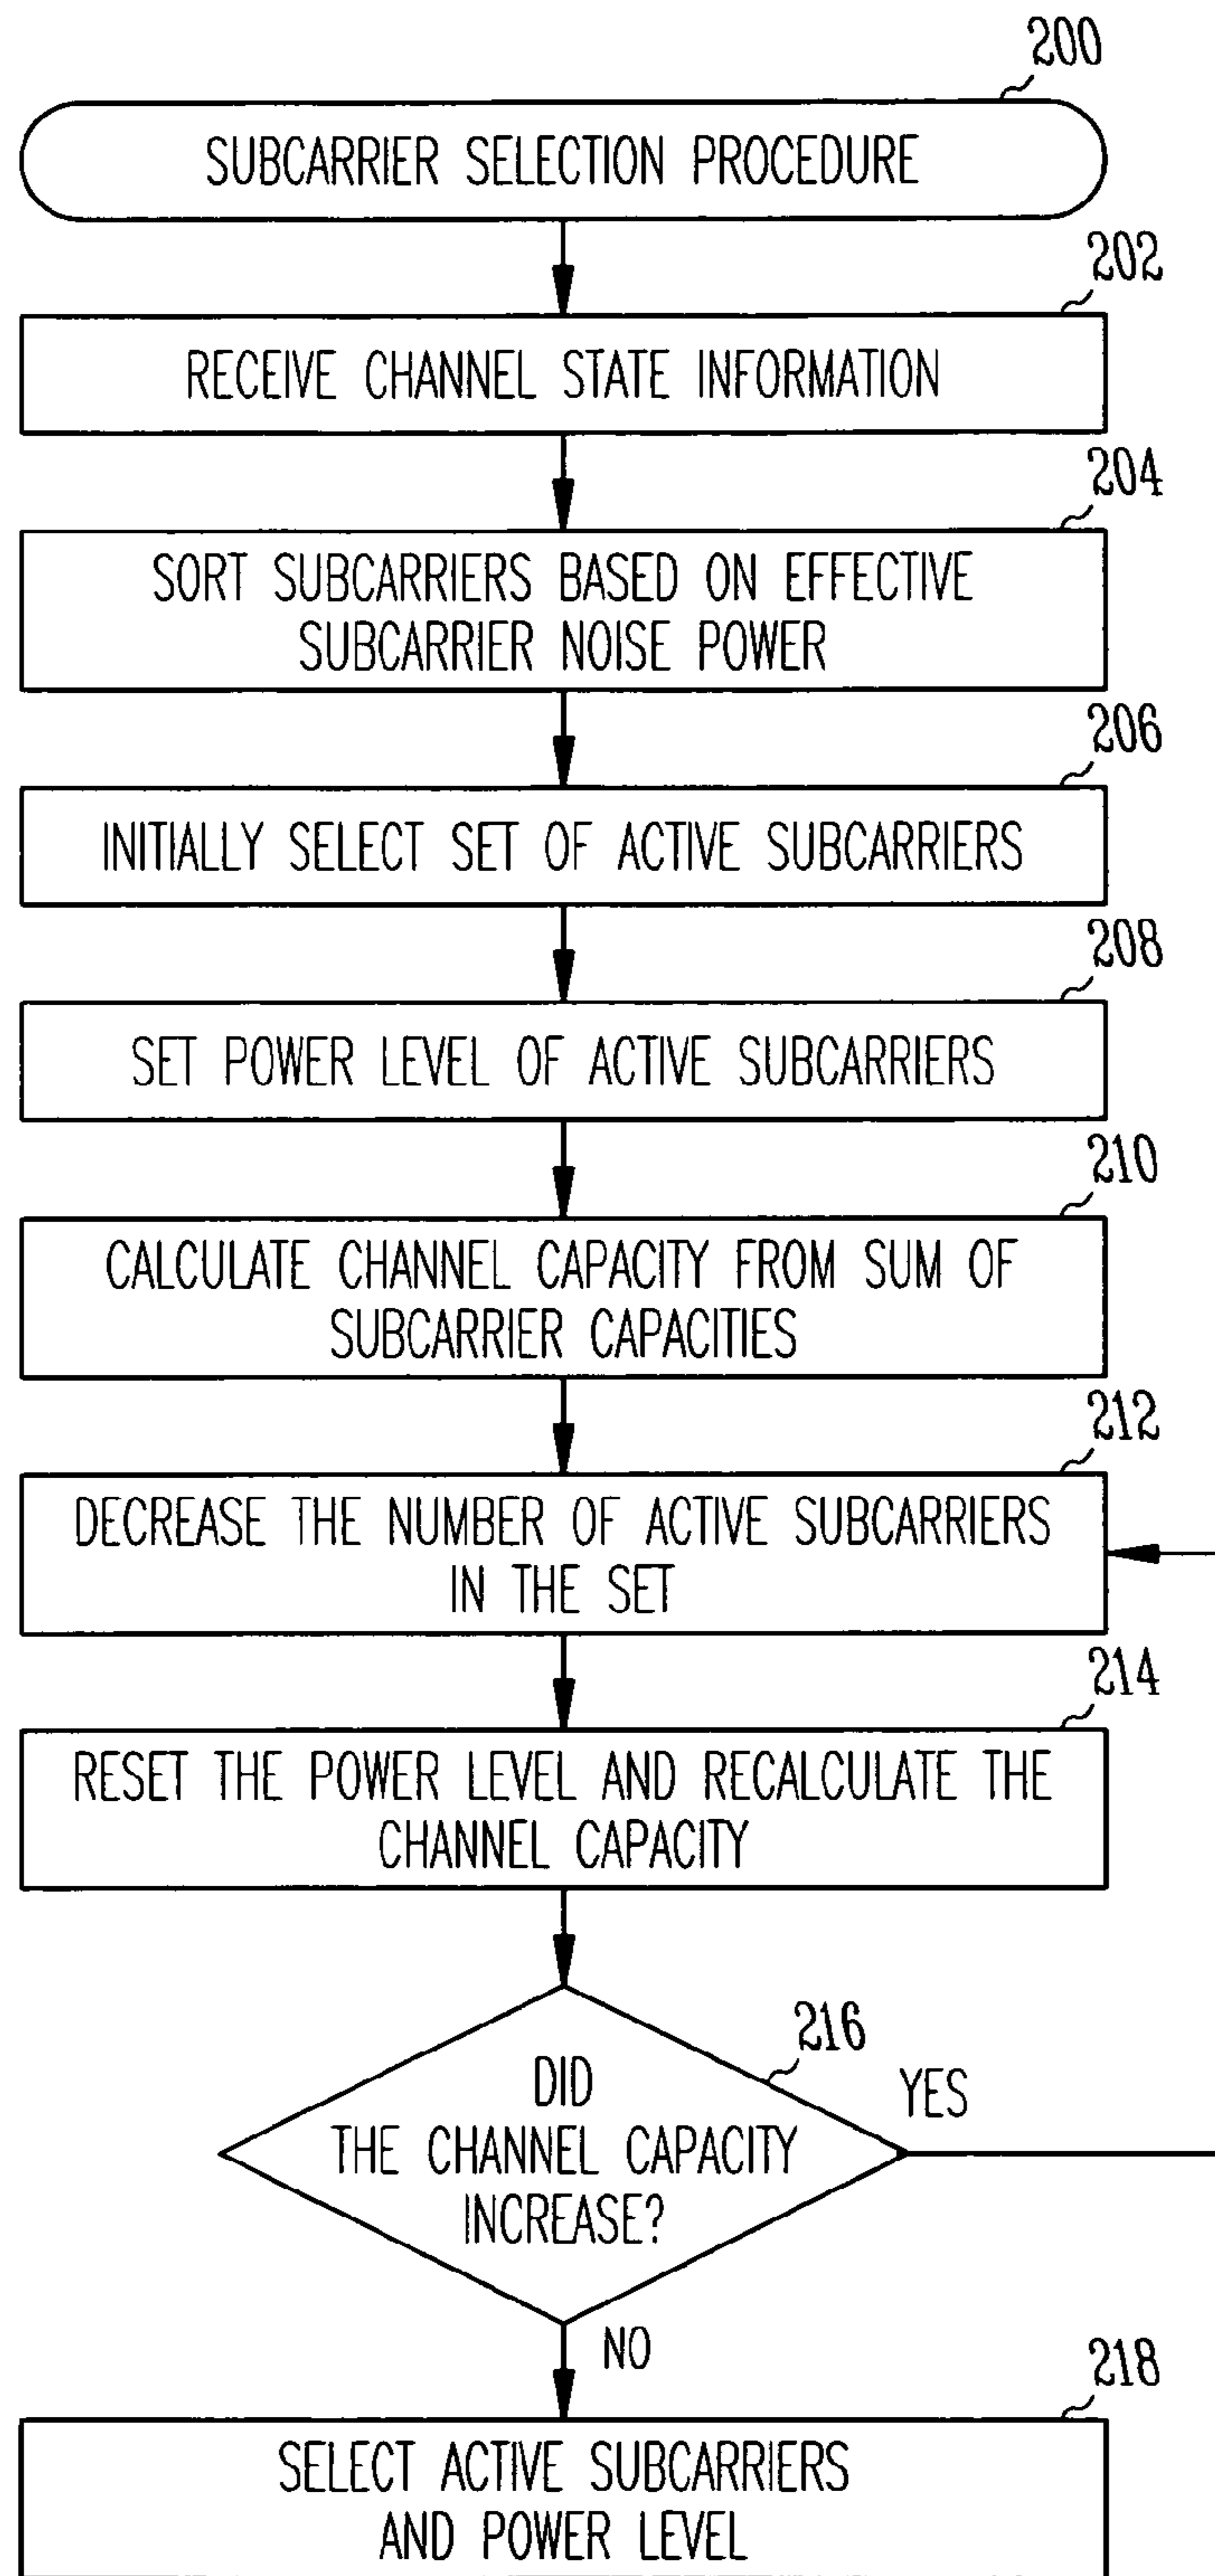 200
SUBCARRIER SELECTION PROCEDURE
202
RECEIVE CHANNEL STATE INFORMATION
204
SORT SUBCARRIERS BASED ON EFFECTIVE
SUBCARRIER NOISE POWER
206
INITIALLY SELECT SET OF ACTIVE SUBCARRIERS
208
SET POWER LEVEL OF ACTIVE SUBCARRIERS
210
CALCULATE CHANNEL CAPACITY FROM SUM OF
SUBCARRIER CAPACITIES
212
DECREASE THE NUMBER OF ACTIVE SUBCARRIERS
IN THE SET
214
RESET THE POWER LEVEL AND RECALCULATE THE
CHANNEL CAPACITY
216
DID
THE CHANNEL CAPACITY
INCREASE?
YES
NO
218
SELECT ACTIVE SUBCARRIERS
AND POWER LEVEL